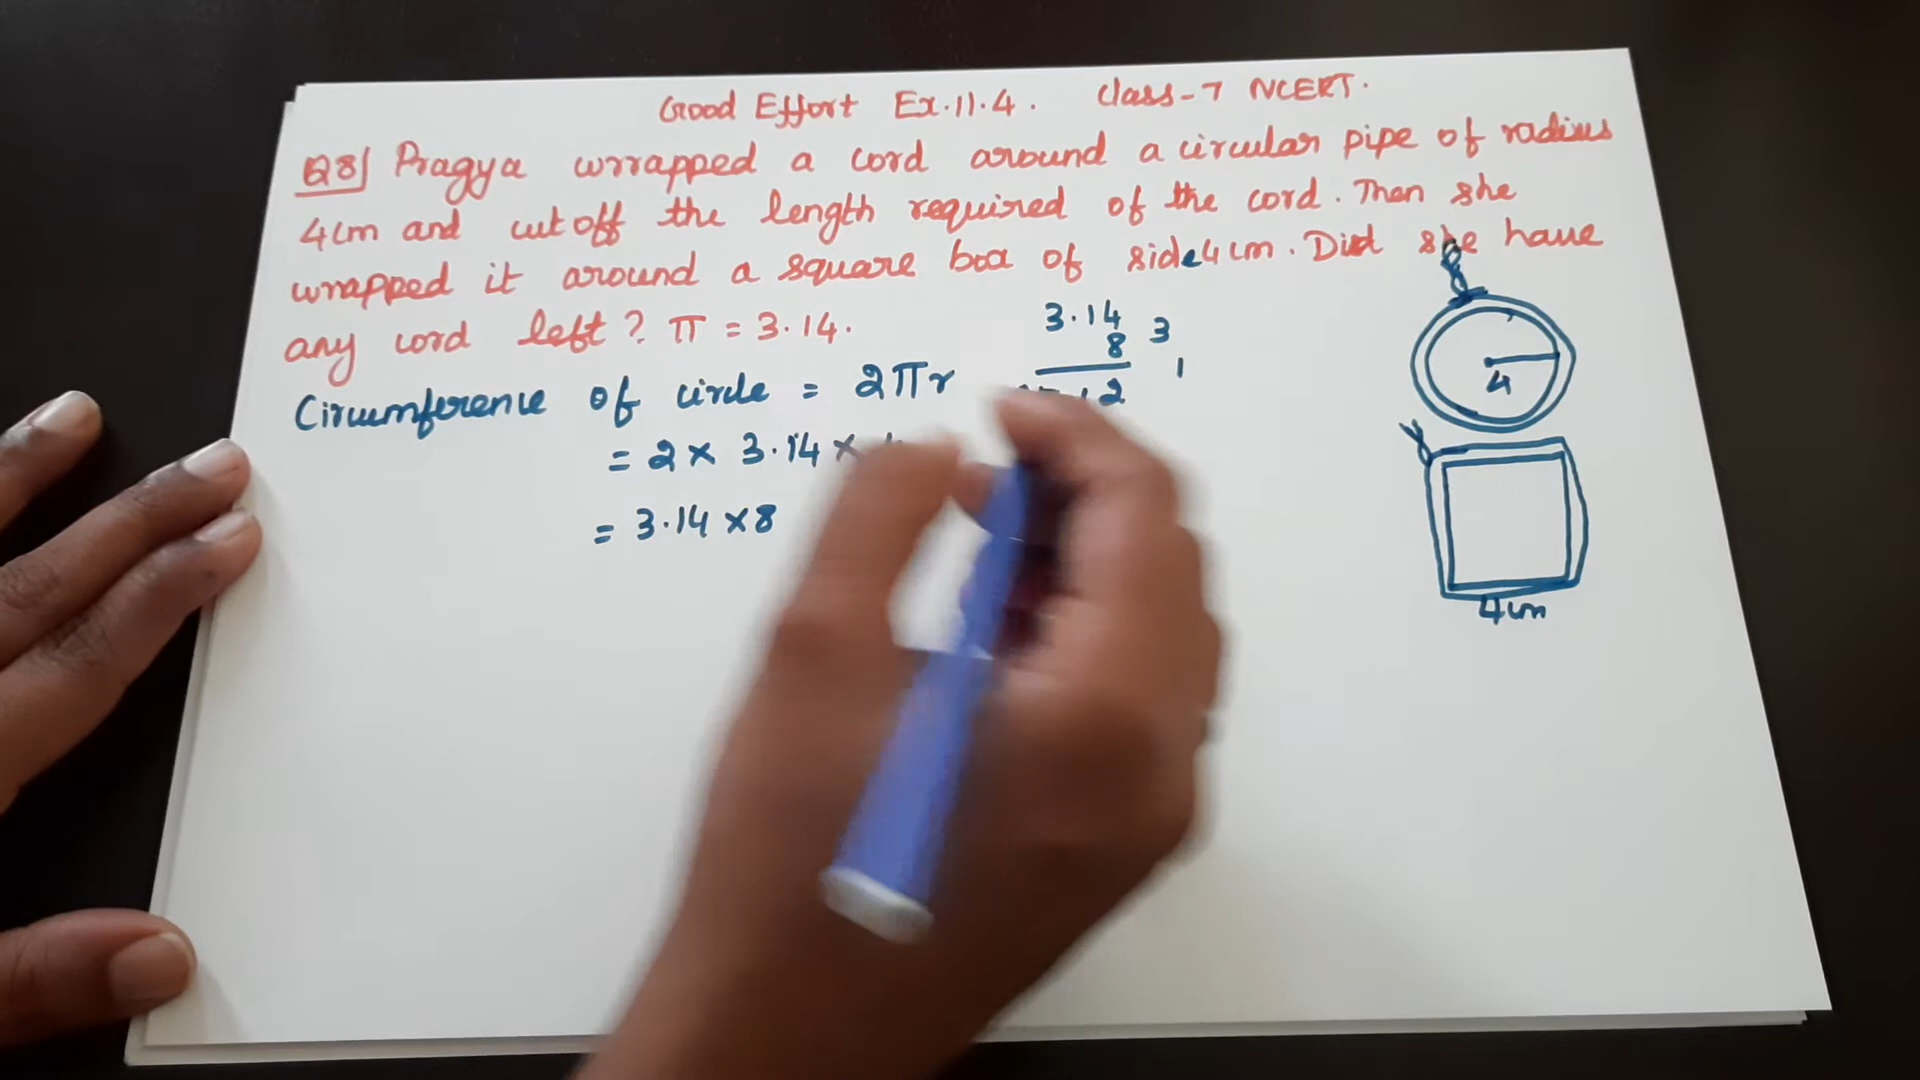 Good Effort Ex.11.4. Class-7 NCERT.
Q8) Pragya wrapped a cord around a circular pipe of radius
4cm and cut off the length required of the cord. Then she
wrapped it around a square box of side 4cm. Did she have
any cord left? π = 3.14.
Circumference of circle = 2πr
= 2 × 3.14 ×
= 3.14 × 8
3.14
8
3
1
2
4
4cm